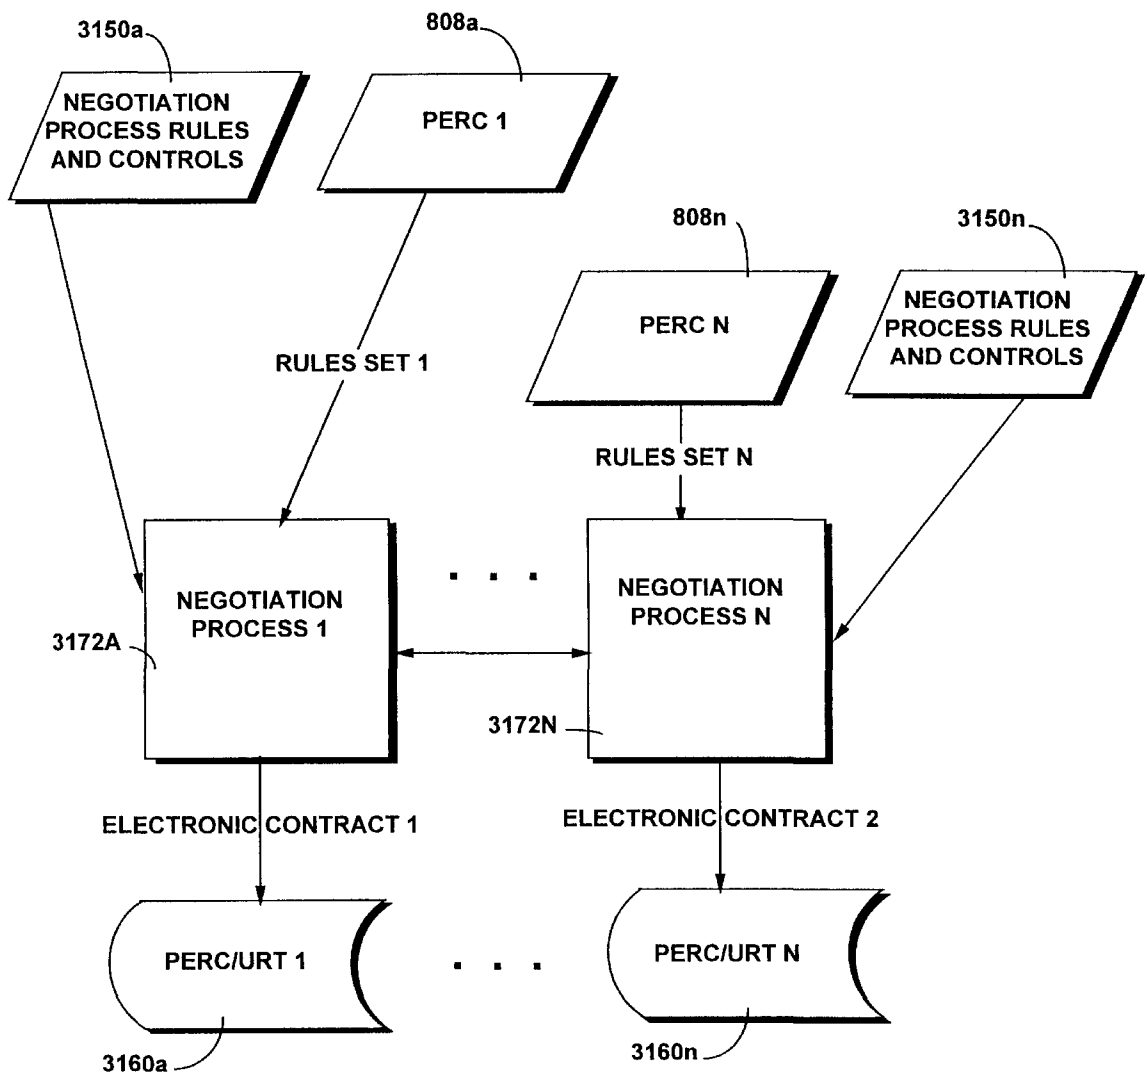 3150a
808a
NEGOTIATION
PROCESS RULES
AND CONTROLS
PERC 1
808n
3150n
PERC N
NEGOTIATION
PROCESS RULES
AND CONTROLS
RULES SET 1
RULES SET N
NEGOTIATION
PROCESS 1
NEGOTIATION
PROCESS N
3172A
3172N
ELECTRONIC CONTRACT 1
ELECTRONIC CONTRACT 2
PERC/URT 1
PERC/URT N
3160a
3160n